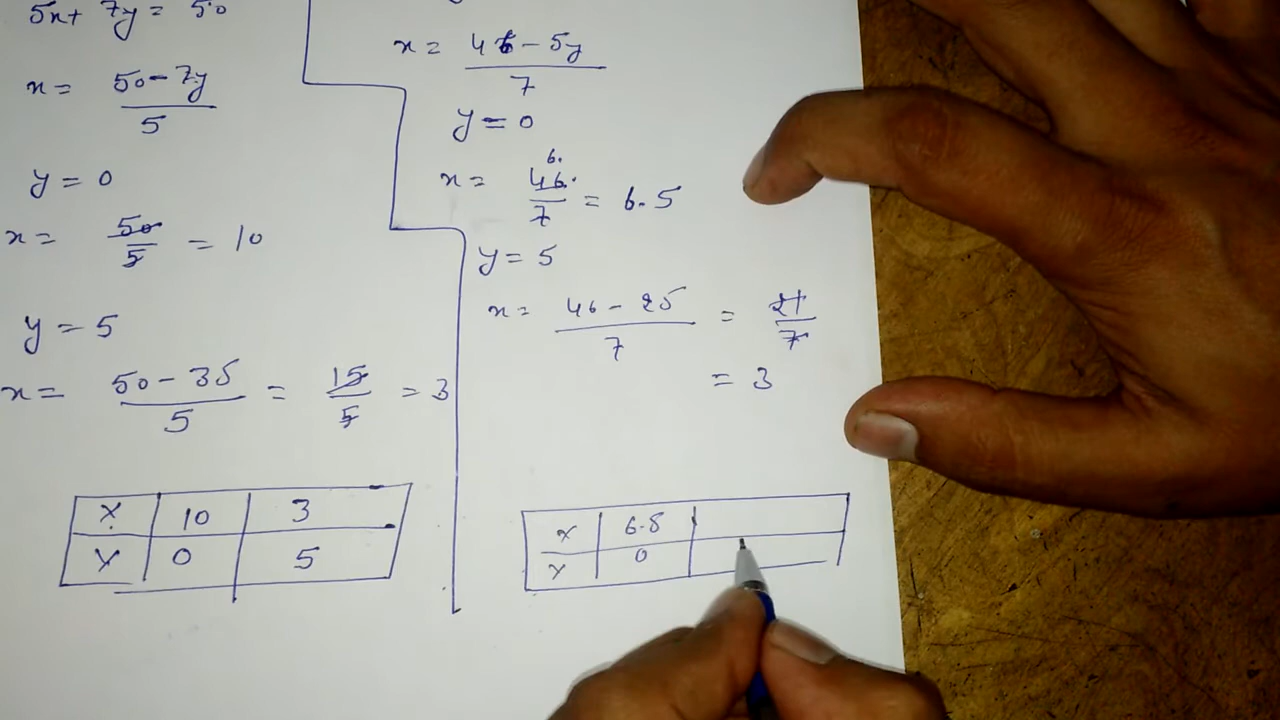 5x + 7y = 50
x = 50 - 7y / 5
y = 0
x = 50/5 = 10
y = 5
x = 50 - 35 / 5 = 15/5 = 3
X | 10 | 3
Y | 0 | 5
x = 46 - 5y / 7
y = 0
x = 46/7 = 6.5
y = 5
x = 46 - 25 / 7 = 21/7
= 3
X | 6.5
Y | 0